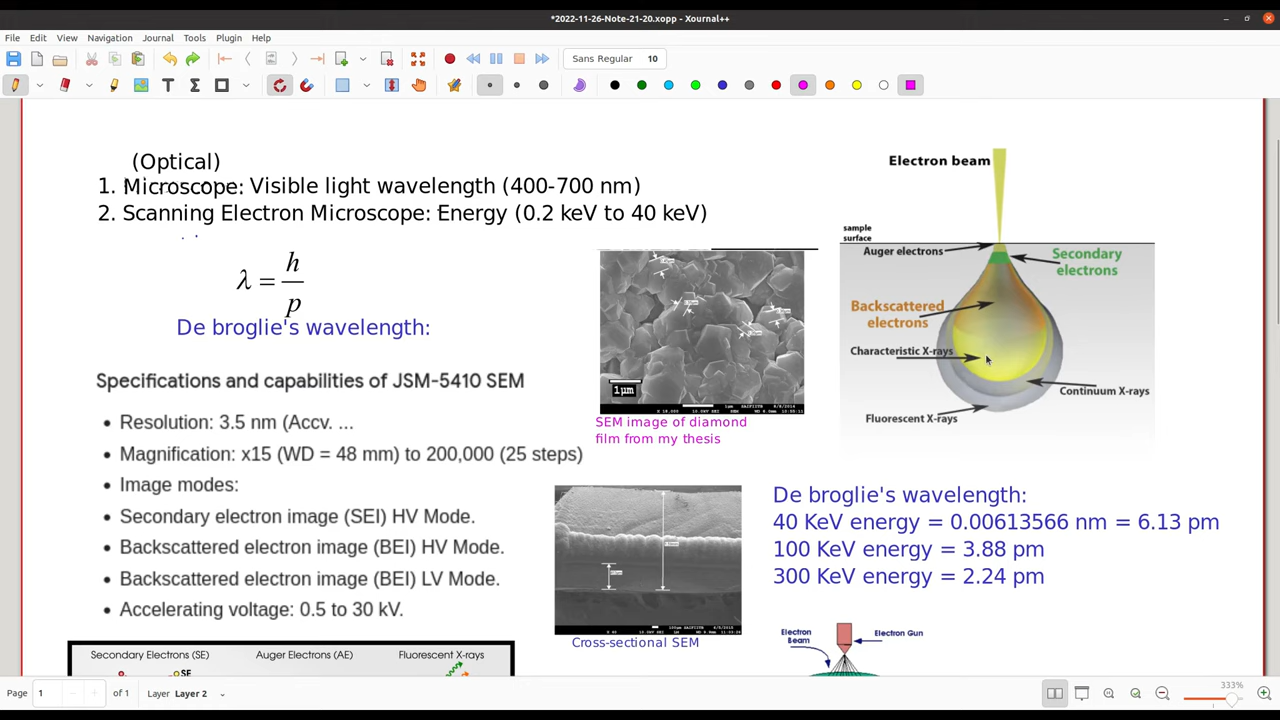 *2022-11-26-Note-21-20.xopp - Xournal++
File Edit View Navigation Journal Tools Plugin Help
Sans Regular 10
(Optical)
1. Microscope: Visible light wavelength (400-700 nm)
2. Scanning Electron Microscope: Energy (0.2 keV to 40 keV)
λ = h / p
De broglie's wavelength:
Specifications and capabilities of JSM-5410 SEM
• Resolution: 3.5 nm (Accv. ...
• Magnification: x15 (WD = 48 mm) to 200,000 (25 steps)
• Image modes:
• Secondary electron image (SEI) HV Mode.
• Backscattered electron image (BEI) HV Mode.
• Backscattered electron image (BEI) LV Mode.
• Accelerating voltage: 0.5 to 30 kV.
Secondary Electrons (SE) Auger Electrons (AE) Fluorescent X-rays
SE
1μm
SEM image of diamond
film from my thesis
Cross-sectional SEM
Electron beam
sample
surface
Auger electrons
Secondary
electrons
Backscattered
electrons
Characteristic X-rays
Continuum X-rays
Fluorescent X-rays
De broglie's wavelength:
40 KeV energy = 0.00613566 nm = 6.13 pm
100 KeV energy = 3.88 pm
300 KeV energy = 2.24 pm
Electron
Beam
Electron Gun
Page 1 of 1 Layer Layer 2
333%